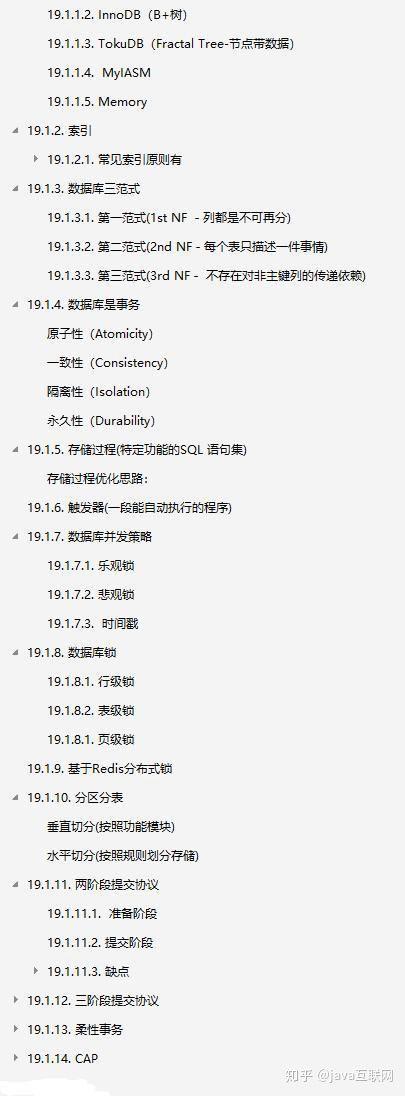 19.1.1.2. InnoDB（B+树）
19.1.1.3. TokuDB（Fractal Tree-节点带数据）
19.1.1.4. MyIASM
19.1.1.5. Memory
19.1.2. 索引
19.1.2.1. 常见索引原则有
19.1.3. 数据库三范式
19.1.3.1. 第一范式(1st NF - 列都是不可再分)
19.1.3.2. 第二范式(2nd NF - 每个表只描述一件事情)
19.1.3.3. 第三范式(3rd NF - 不存在对非主键列的传递依赖)
19.1.4. 数据库是事务
原子性（Atomicity）
一致性（Consistency）
隔离性（Isolation）
永久性（Durability）
19.1.5. 存储过程(特定功能的SQL 语句集)
存储过程优化思路：
19.1.6. 触发器(一段能自动执行的程序)
19.1.7. 数据库并发策略
19.1.7.1. 乐观锁
19.1.7.2. 悲观锁
19.1.7.3. 时间戳
19.1.8. 数据库锁
19.1.8.1. 行级锁
19.1.8.2. 表级锁
19.1.8.1. 页级锁
19.1.9. 基于Redis分布式锁
19.1.10. 分区分表
垂直切分(按照功能模块)
水平切分(按照规则划分存储)
19.1.11. 两阶段提交协议
19.1.11.1. 准备阶段
19.1.11.2. 提交阶段
19.1.11.3. 缺点
19.1.12. 三阶段提交协议
19.1.13. 柔性事务
19.1.14. CAP
知乎 @java互联网